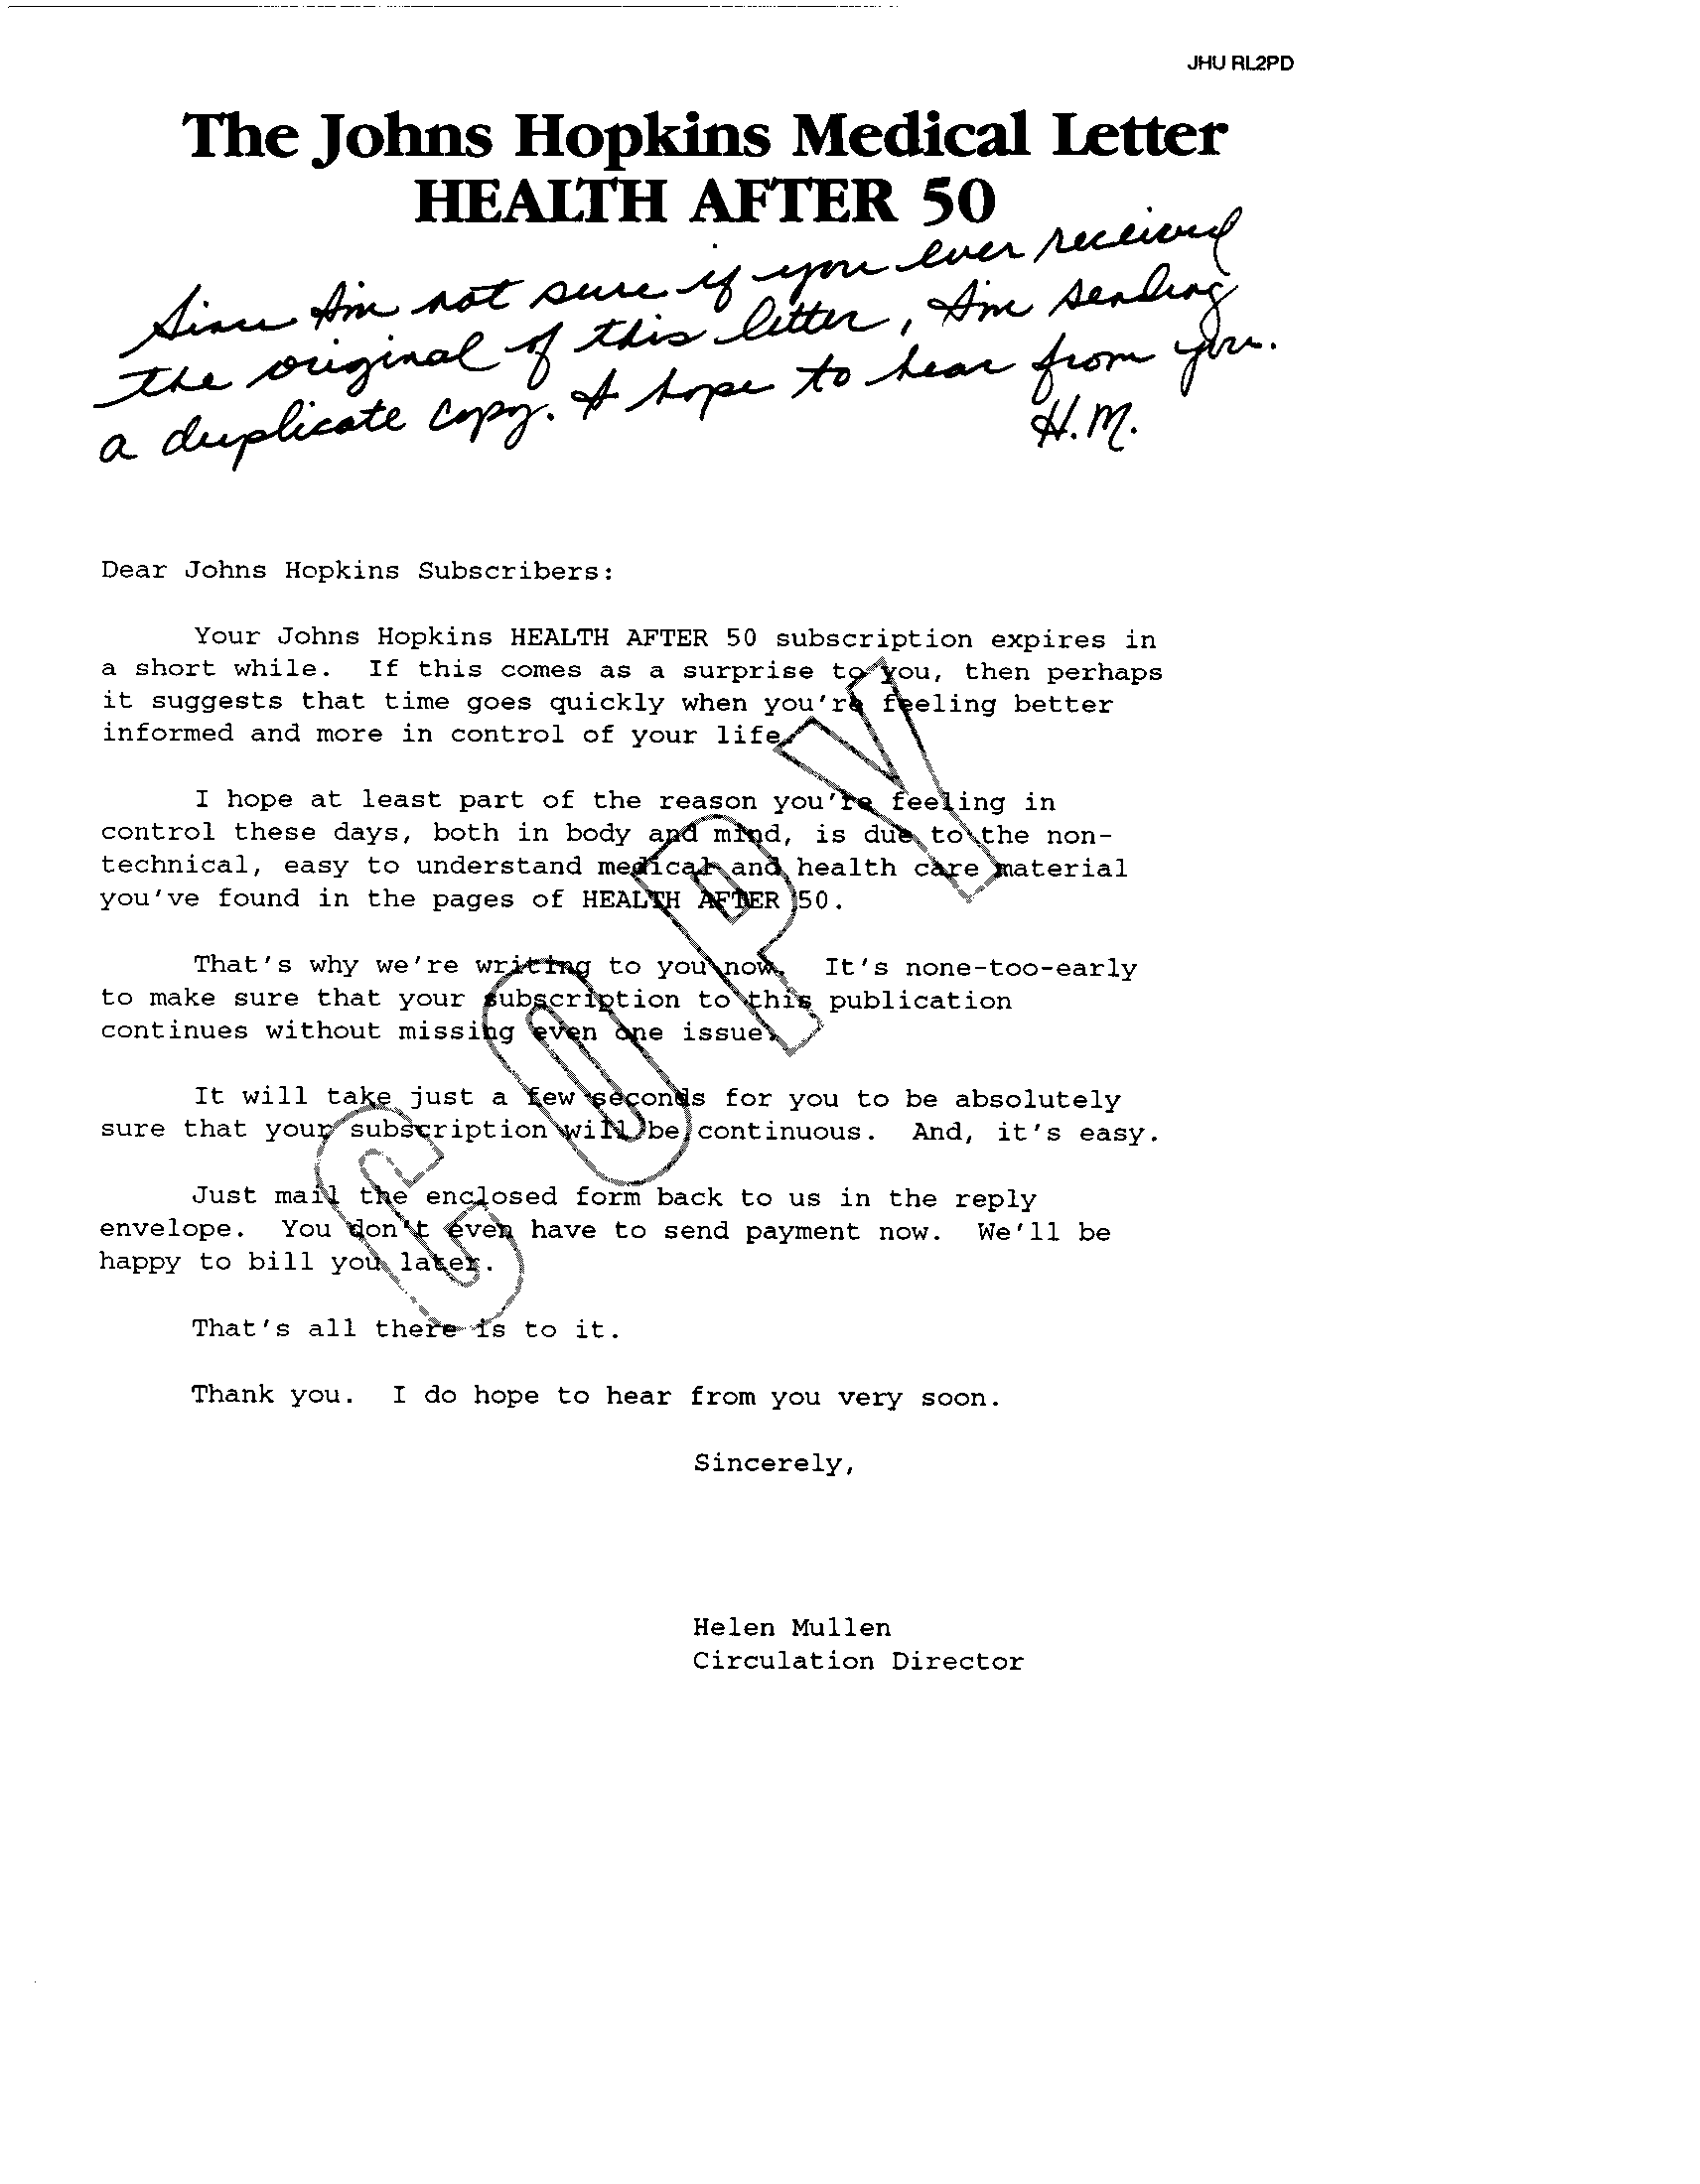 JHU RL2PD
The Johns Hopkins Medical Letter
HEALTH AFTER 50
Since I'm not sure if you ever received
the original of this letter, I'm sending
a duplicate copy. I hope to hear from you.
H.M.
Dear Johns Hopkins Subscribers:
Your Johns Hopkins HEALTH AFTER 50 subscription expires in
a short while. If this comes as a surprise to you, then perhaps
it suggests that time goes quickly when you're feeling better
informed and more in control of your life.
I hope at least part of the reason you're feeling in
control these days, both in body and mind, is due to the non-
technical, easy to understand medical and health care material
you've found in the pages of HEALTH AFTER 50.
That's why we're writing to you now. It's none-too-early
to make sure that your subscription to this publication
continues without missing even one issue.
It will take just a few seconds for you to be absolutely
sure that your subscription will be continuous. And, it's easy.
Just mail the enclosed form back to us in the reply
envelope. You don't even have to send payment now. We'll be
happy to bill you later.
That's all there is to it.
Thank you. I do hope to hear from you very soon.
Sincerely,
Helen Mullen
Circulation Director
COPY